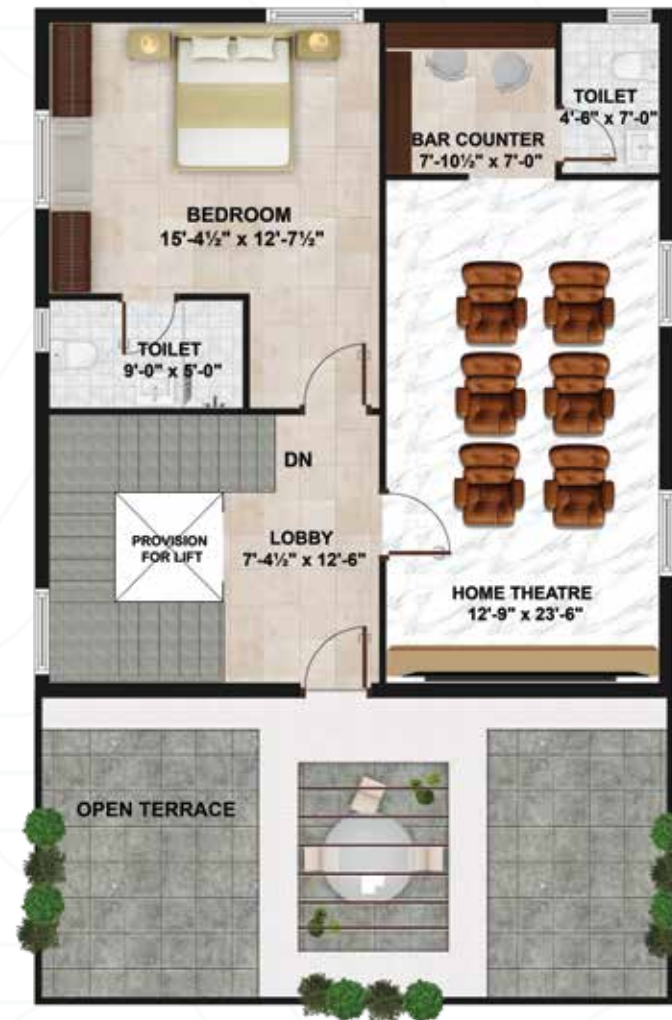 TOILET
4'-6" x 7'-0"
BAR COUNTER
7'-10½" x 7'-0"
BEDROOM
15'-4½" x 12'-7½"
TOILET
9'-0" x 5'-0"
DN
PROVISION
FOR LIFT
LOBBY
7'-4½" x 12'-6"
HOME THEATRE
12'-9" x 23'-6"
OPEN TERRACE